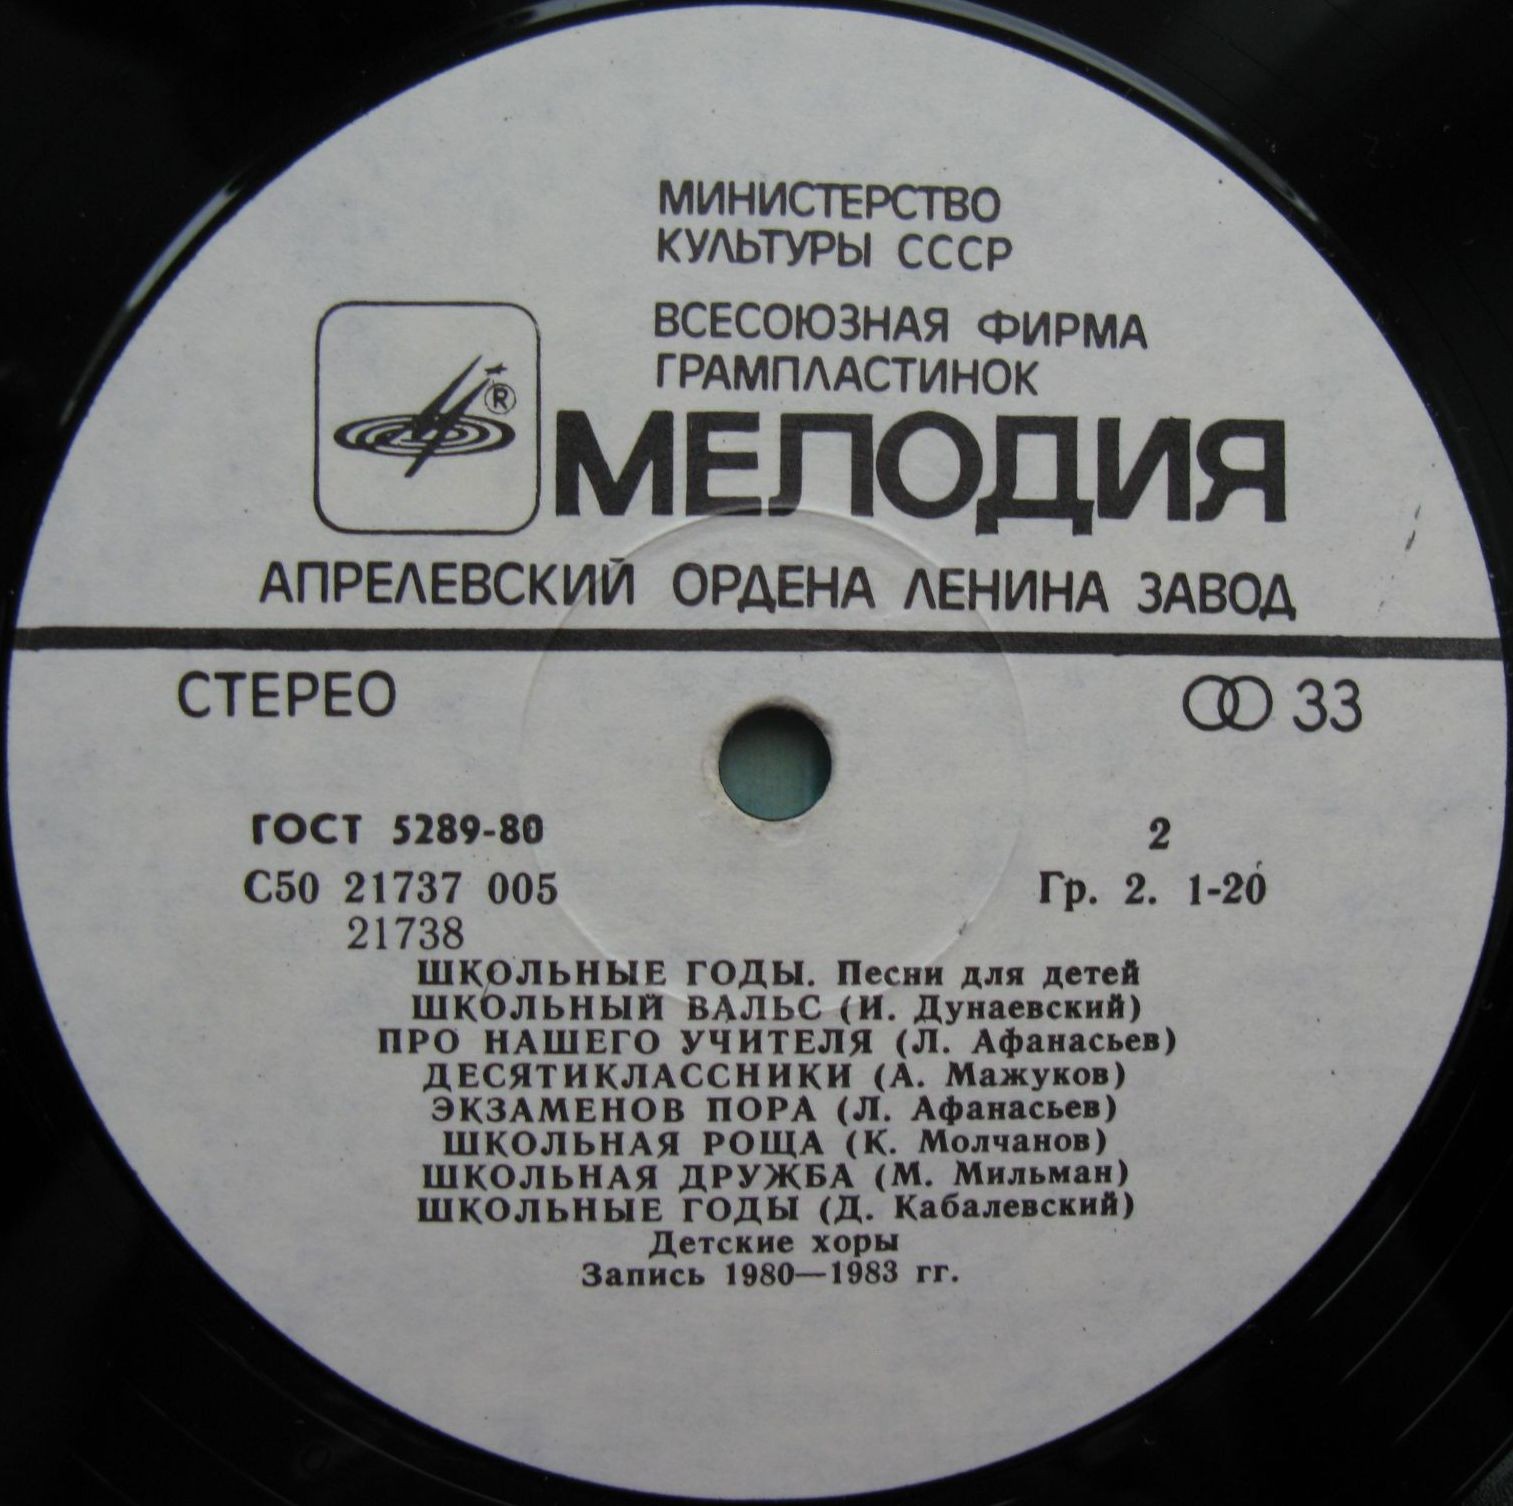 МИНИСТЕРСТВО
КУЛЬТУРЫ СССР
ВСЕСОЮЗНАЯ ФИРМА
ГРАМПЛАСТИНОК
®
МЕЛОДИЯ
АПРЕЛЕВСКИЙ ОРДЕНА ЛЕНИНА ЗАВОД
СТЕРЕО
33
ГОСТ 5289-80
2
С50 21737 005
Гр. 2. 1-20
21738
ШКОЛЬНЫЕ ГОДЫ. Песни для детей
ШКОЛЬНЫЙ ВАЛЬС (И. Дунаевский)
ПРО НАШЕГО УЧИТЕЛЯ (Л. Афанасьев)
ДЕСЯТИКЛАССНИКИ (А. Мажуков)
ЭКЗАМЕНОВ ПОРА (Л. Афанасьев)
ШКОЛЬНАЯ РОЩА (К. Молчанов)
ШКОЛЬНАЯ ДРУЖБА (М. Мильман)
ШКОЛЬНЫЕ ГОДЫ (Д. Кабалевский)
Детские хоры
Запись 1980—1983 гг.